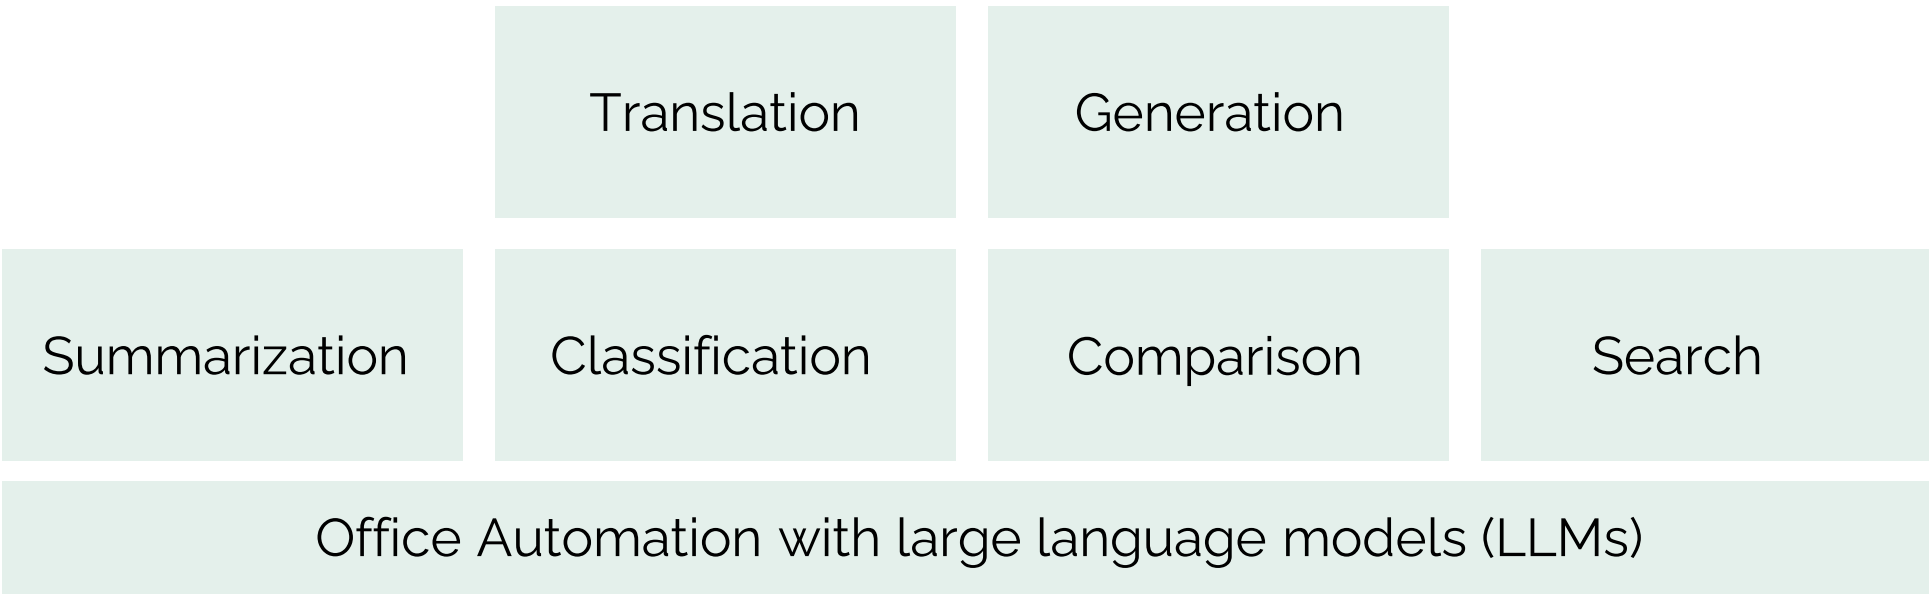 Translation
Generation
Summarization
Classification
Comparison
Search
Office Automation with large language models (LLMs)